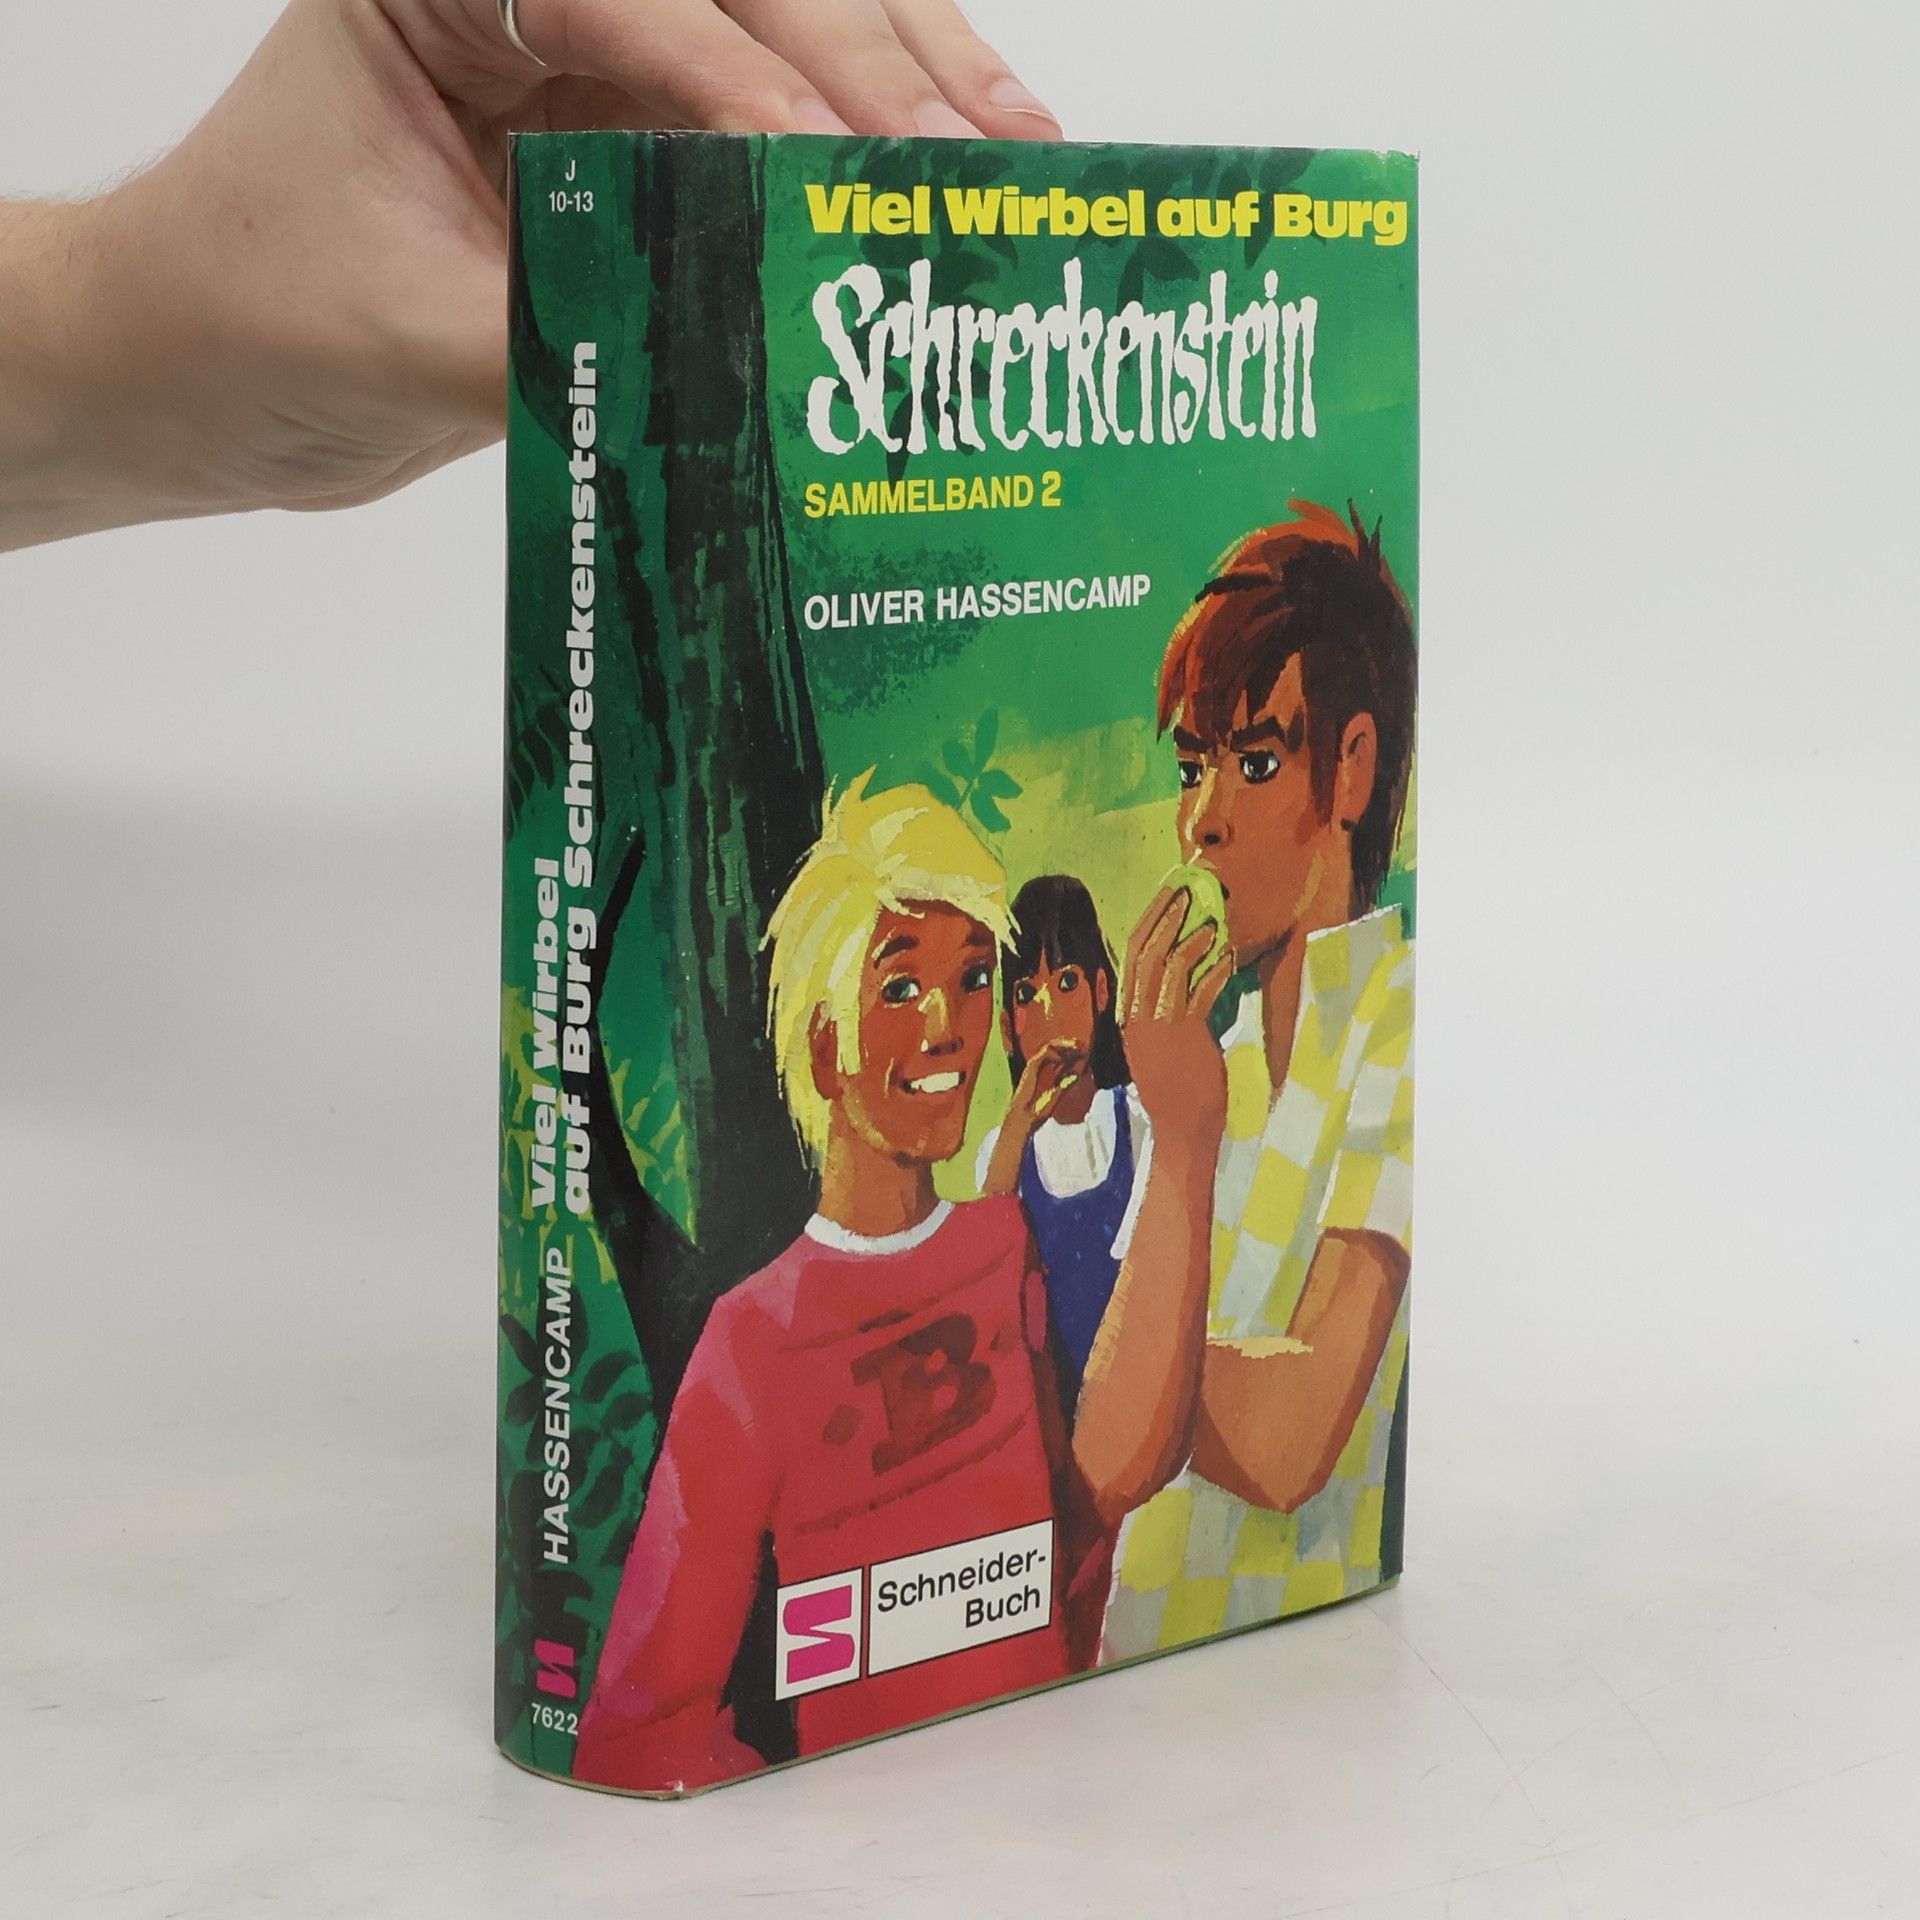 J
10-13
Viel Wirbel
auf Burg Schreckenstein
HASSENCAMP
7622
Viel Wirbel auf Burg
Schreckenstein
SAMMELBAND 2
OLIVER HASSENCAMP
B
Schneider-
Buch